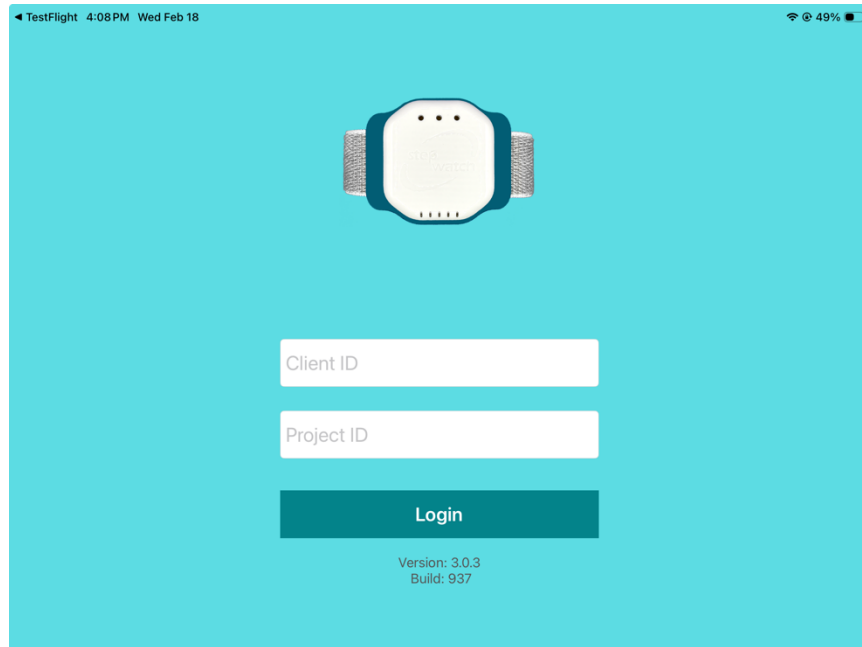 ◀ TestFlight 4:08 PM Wed Feb 18 49%
Client ID
Project ID
Login
Version: 3.0.3
Build: 937